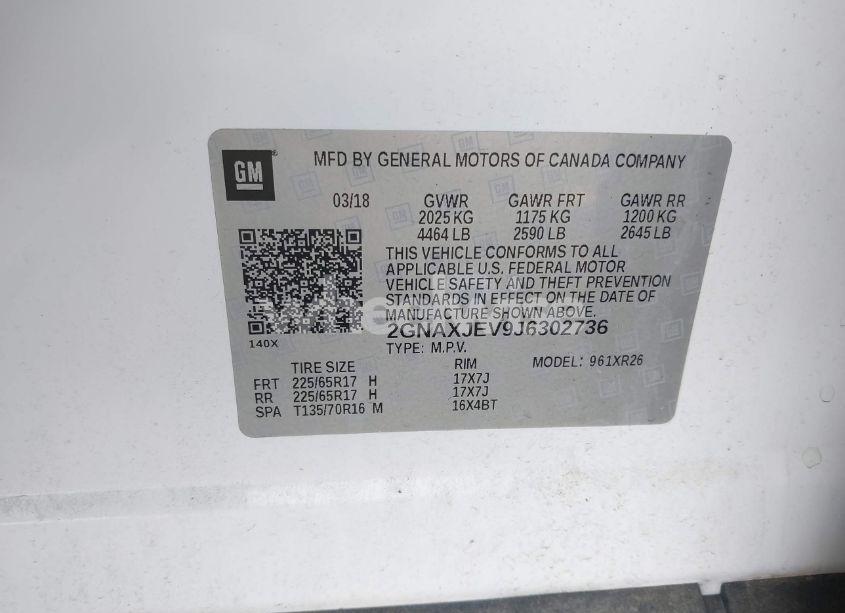 GM
MFD BY GENERAL MOTORS OF CANADA COMPANY
03/18 GVWR GAWR FRT GAWR RR
2025 KG 1175 KG 1200 KG
4464 LB 2590 LB 2645 LB
THIS VEHICLE CONFORMS TO ALL
APPLICABLE U.S. FEDERAL MOTOR
VEHICLE SAFETY AND THEFT PREVENTION
STANDARDS IN EFFECT ON THE DATE OF
MANUFACTURE SHOWN ABOVE.
2GNAXJEV9J6302736
140X
TYPE: M.P.V.
TIRE SIZE RIM MODEL: 961XR26
FRT 225/65R17 H 17X7J
RR 225/65R17 H 17X7J
SPA T135/70R16 M 16X4BT